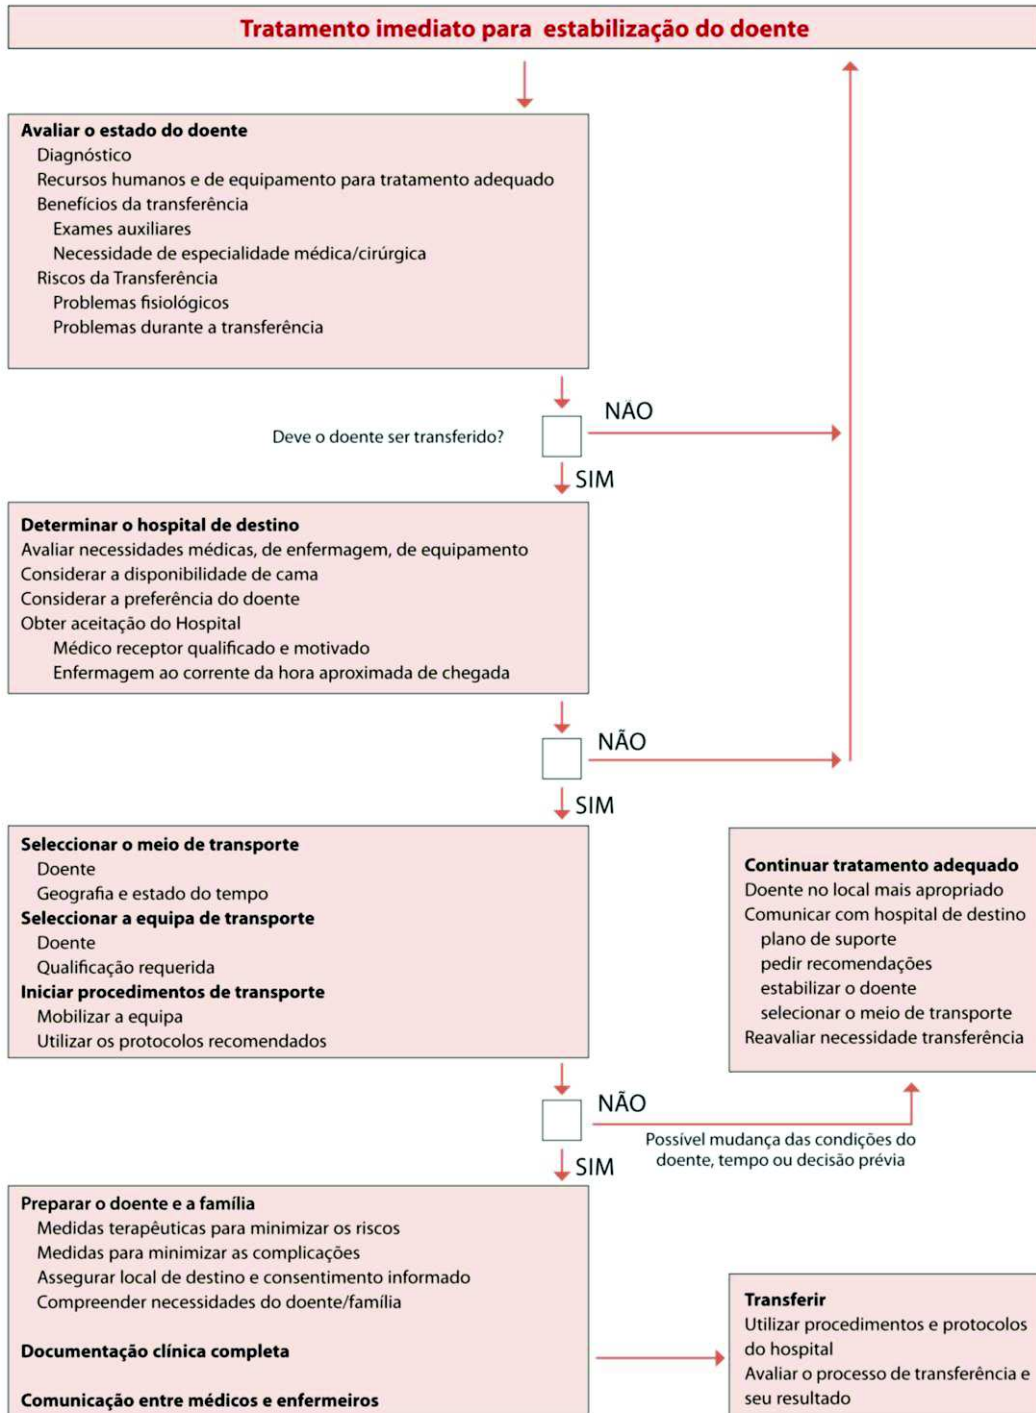 Tratamento imediato para estabilização do doente
Avaliar o estado do doente
Diagnóstico
Recursos humanos e de equipamento para tratamento adequado
Benefícios da transferência
Exames auxiliares
Necessidade de especialidade médica/cirúrgica
Riscos da Transferência
Problemas fisiológicos
Problemas durante a transferência
Deve o doente ser transferido?
NÃO
SIM
Determinar o hospital de destino
Avaliar necessidades médicas, de enfermagem, de equipamento
Considerar a disponibilidade de cama
Considerar a preferência do doente
Obter aceitação do Hospital
Médico receptor qualificado e motivado
Enfermagem ao corrente da hora aproximada de chegada
NÃO
SIM
Seleccionar o meio de transporte
Doente
Geografia e estado do tempo
Seleccionar a equipa de transporte
Doente
Qualificação requerida
Iniciar procedimentos de transporte
Mobilizar a equipa
Utilizar os protocolos recomendados
Continuar tratamento adequado
Doente no local mais apropriado
Comunicar com hospital de destino
plano de suporte
pedir recomendações
estabilizar o doente
selecionar o meio de transporte
Reavaliar necessidade transferência
NÃO
Possível mudança das condições do
doente, tempo ou decisão prévia
SIM
Preparar o doente e a família
Medidas terapêuticas para minimizar os riscos
Medidas para minimizar as complicações
Assegurar local de destino e consentimento informado
Compreender necessidades do doente/família
Documentação clínica completa
Comunicação entre médicos e enfermeiros
Transferir
Utilizar procedimentos e protocolos
do hospital
Avaliar o processo de transferência e
seu resultado